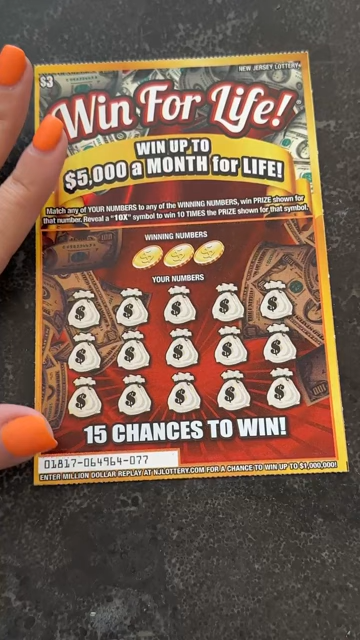 $3
NEW JERSEY LOTTERY
Win For Life!
WIN UP TO
$5,000 a MONTH for LIFE!
Match any of YOUR NUMBERS to any of the WINNING NUMBERS, win PRIZE shown for
that number. Reveal a "10X" symbol to win 10 TIMES the PRIZE shown for that symbol.
WINNING NUMBERS
YOUR NUMBERS
$ $ $ $ $
$ $ $ $ $
$ $ $ $ $
15 CHANCES TO WIN!
01817-064964-077
ENTER MILLION DOLLAR REPLAY AT NJLOTTERY.COM FOR A CHANCE TO WIN UP TO $1,000,000!